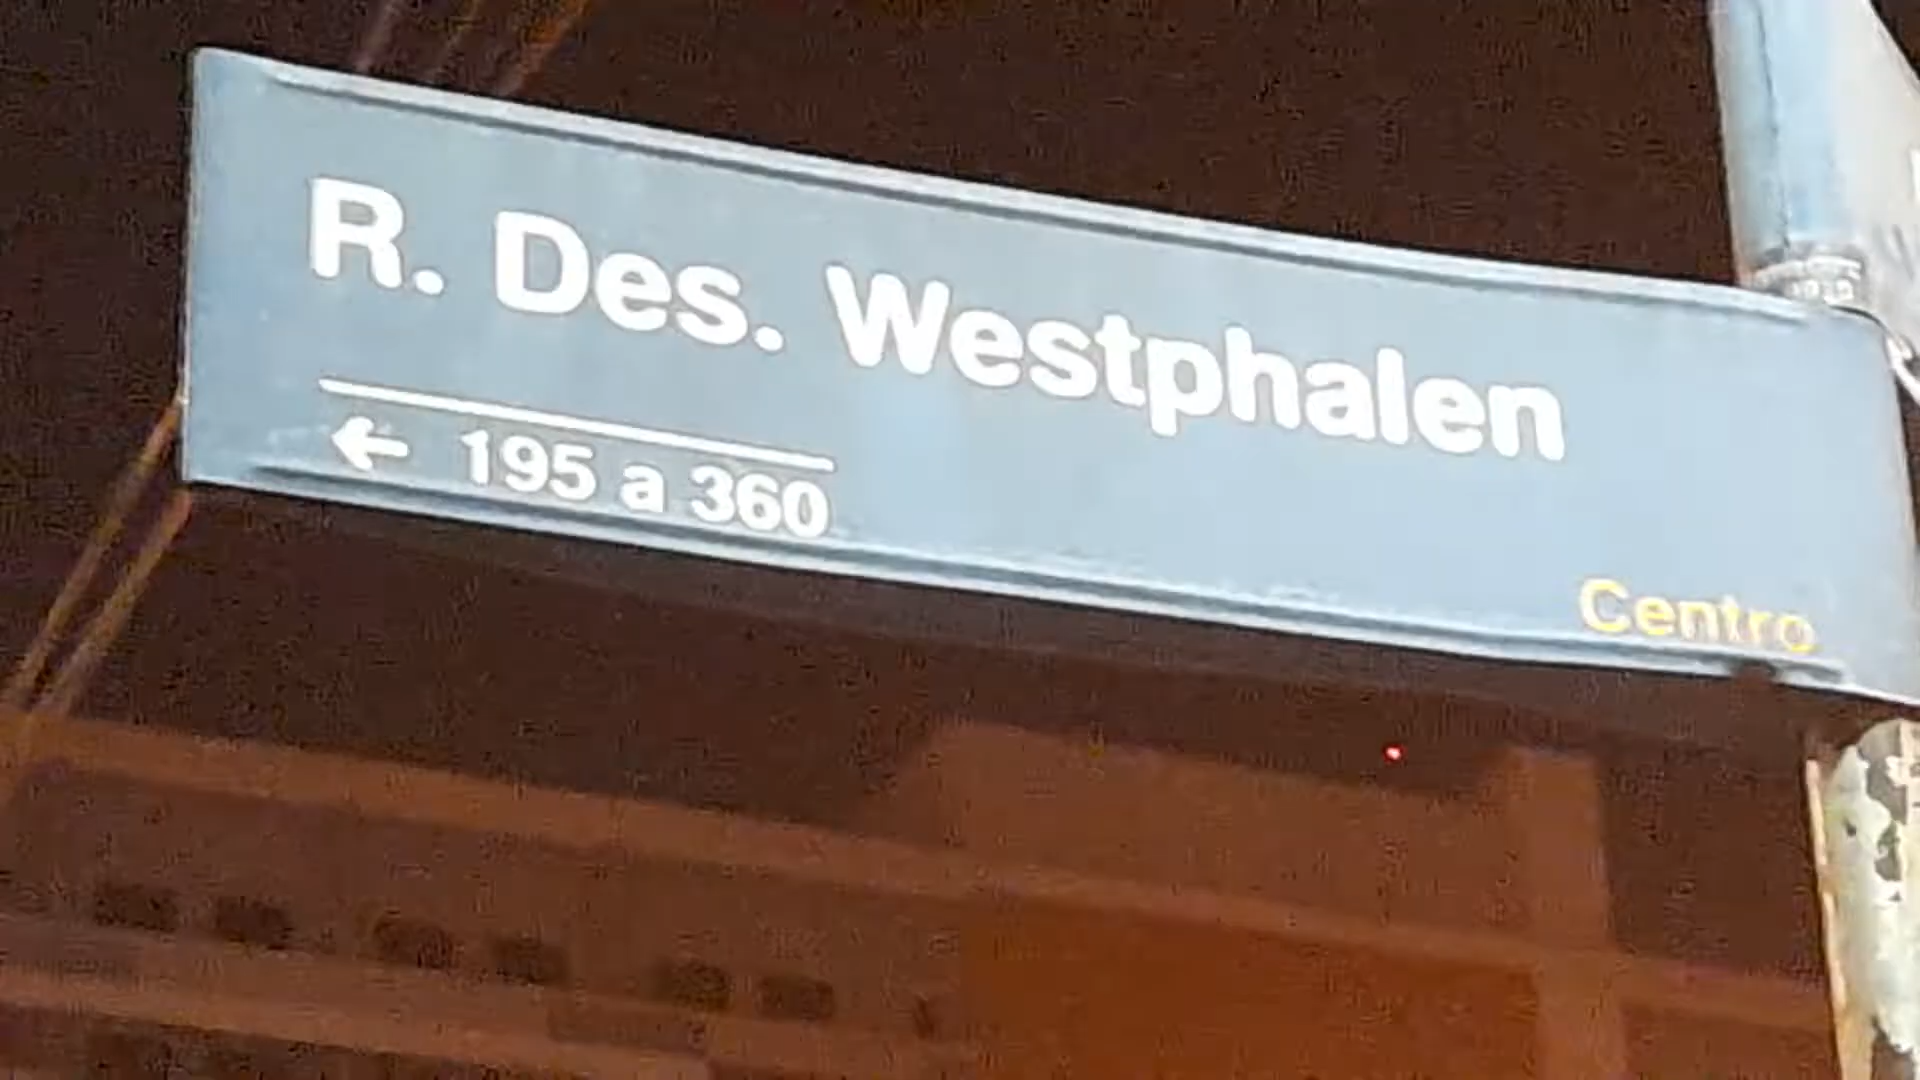 R. Des. Westphalen
← 195 a 360
Centro